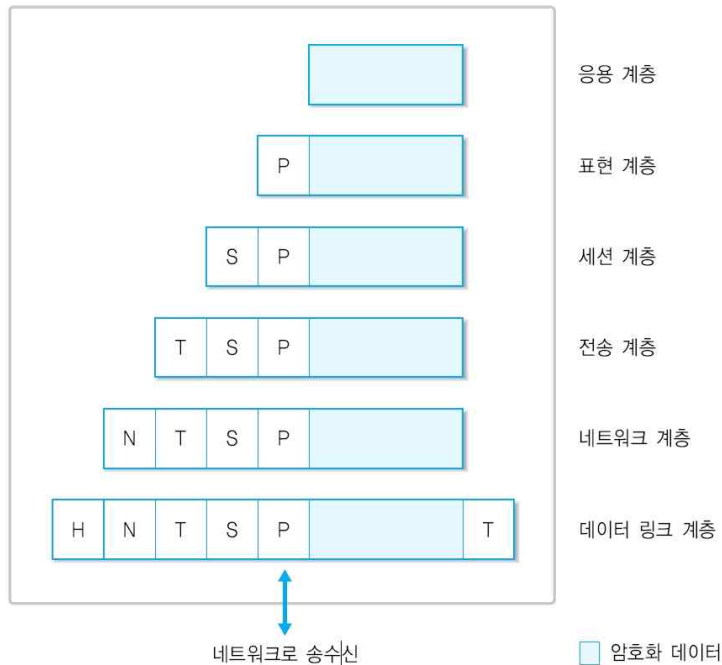 응용 계층
P
표현 계층
S P
세션 계층
T S P
전송 계층
N T S P
네트워크 계층
H N T S P T
데이터 링크 계층
네트워크로 송수신
암호화 데이터